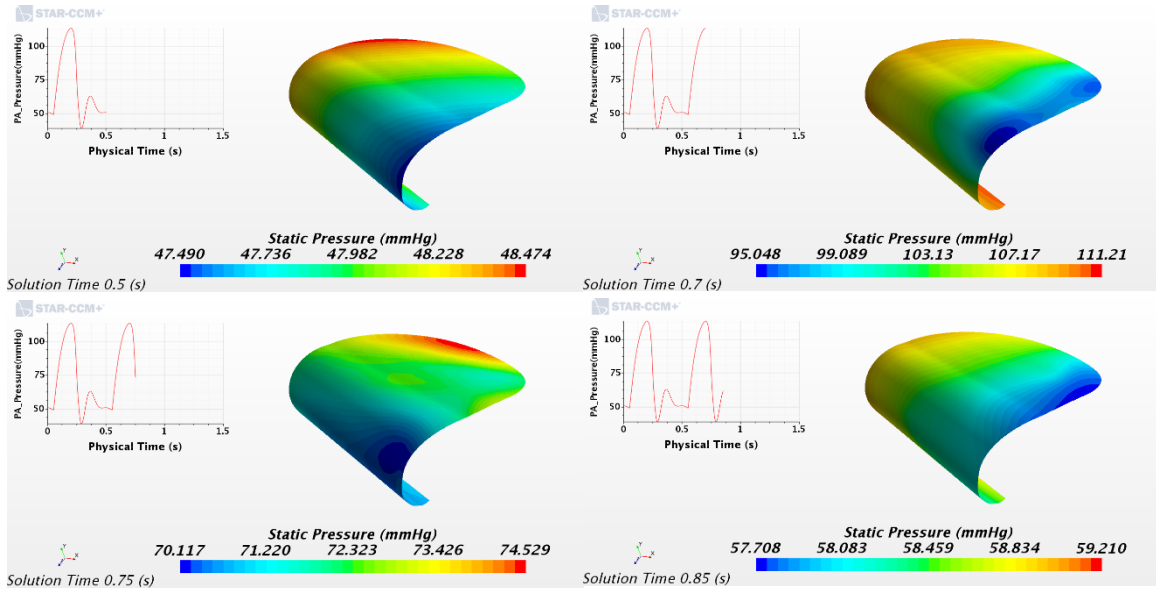 STAR-CCM+
PA_Pressure(mmHg)
100
75
50
0
0.5
1
1.5
Physical Time (s)
Static Pressure (mmHg)
47.490 47.736 47.982 48.228 48.474
Y
X
Z
Solution Time 0.5 (s)
STAR-CCM+
PA_Pressure(mmHg)
100
75
50
0
0.5
1
1.5
Physical Time (s)
Static Pressure (mmHg)
95.048 99.089 103.13 107.17 111.21
Y
X
Z
Solution Time 0.7 (s)
STAR-CCM+
PA_Pressure(mmHg)
100
75
50
0
0.5
1
1.5
Physical Time (s)
Static Pressure (mmHg)
70.117 71.220 72.323 73.426 74.529
Y
X
Z
Solution Time 0.75 (s)
STAR-CCM+
PA_Pressure(mmHg)
100
75
50
0
0.5
1
1.5
Physical Time (s)
Static Pressure (mmHg)
57.708 58.083 58.459 58.834 59.210
Y
X
Z
Solution Time 0.85 (s)